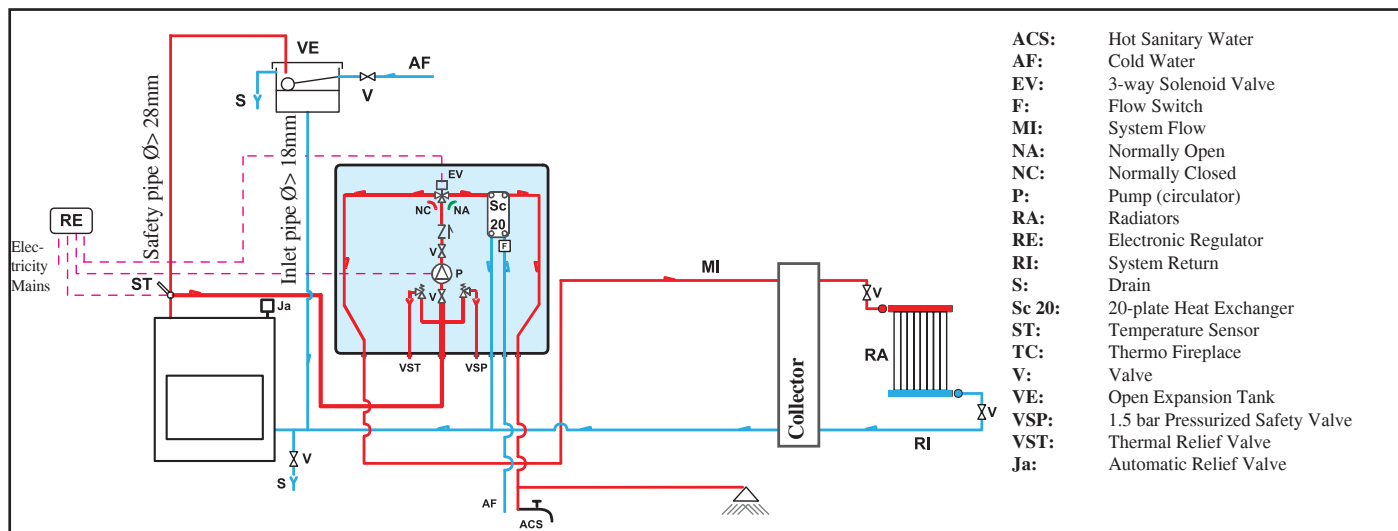 VE
AF
S
V
Safety pipe Ø> 28mm
Inlet pipe Ø> 18mm
EV
NC
NA
Sc
20
F
RE
V
P
Elec-
tricity
Mains
ST
V
Ja
VST
VSP
MI
V
RA
Collector
V
RI
V
S
AF
ACS
ACS: Hot Sanitary Water
AF: Cold Water
EV: 3-way Solenoid Valve
F: Flow Switch
MI: System Flow
NA: Normally Open
NC: Normally Closed
P: Pump (circulator)
RA: Radiators
RE: Electronic Regulator
RI: System Return
S: Drain
Sc 20: 20-plate Heat Exchanger
ST: Temperature Sensor
TC: Thermo Fireplace
V: Valve
VE: Open Expansion Tank
VSP: 1.5 bar Pressurized Safety Valve
VST: Thermal Relief Valve
Ja: Automatic Relief Valve